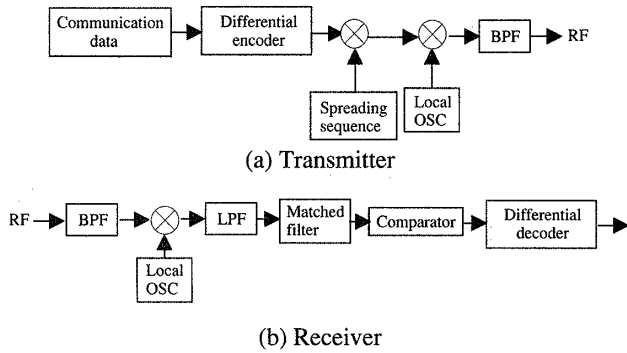 Communication
data
Differential
encoder
BPF
RF
Spreading
sequence
Local
OSC
(a) Transmitter
RF
BPF
LPF
Matched
filter
Comparator
Differential
decoder
Local
OSC
(b) Receiver